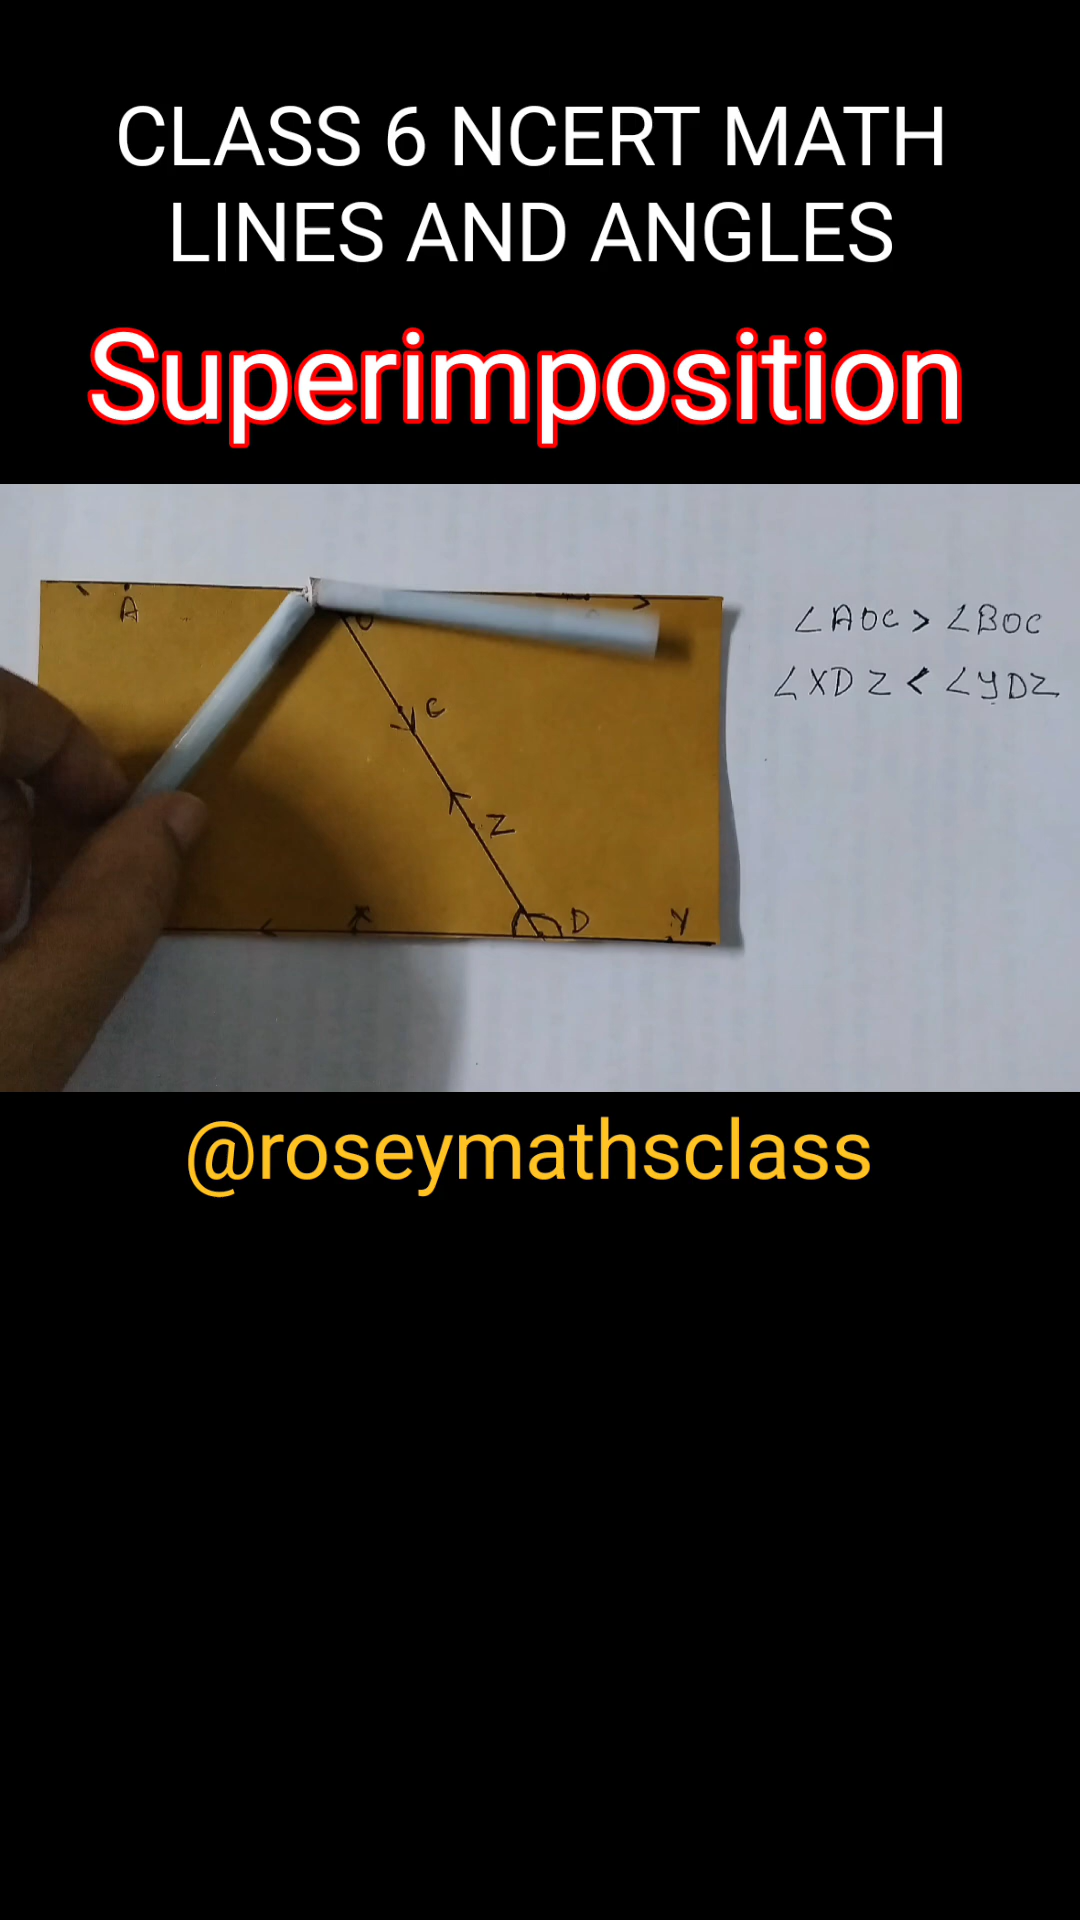 CLASS 6 NCERT MATH
LINES AND ANGLES
Superimposition
A
O
∠AOC > ∠BOC
∠XDZ < ∠YDZ
C
Z
X
D
Y
@roseymathsclass